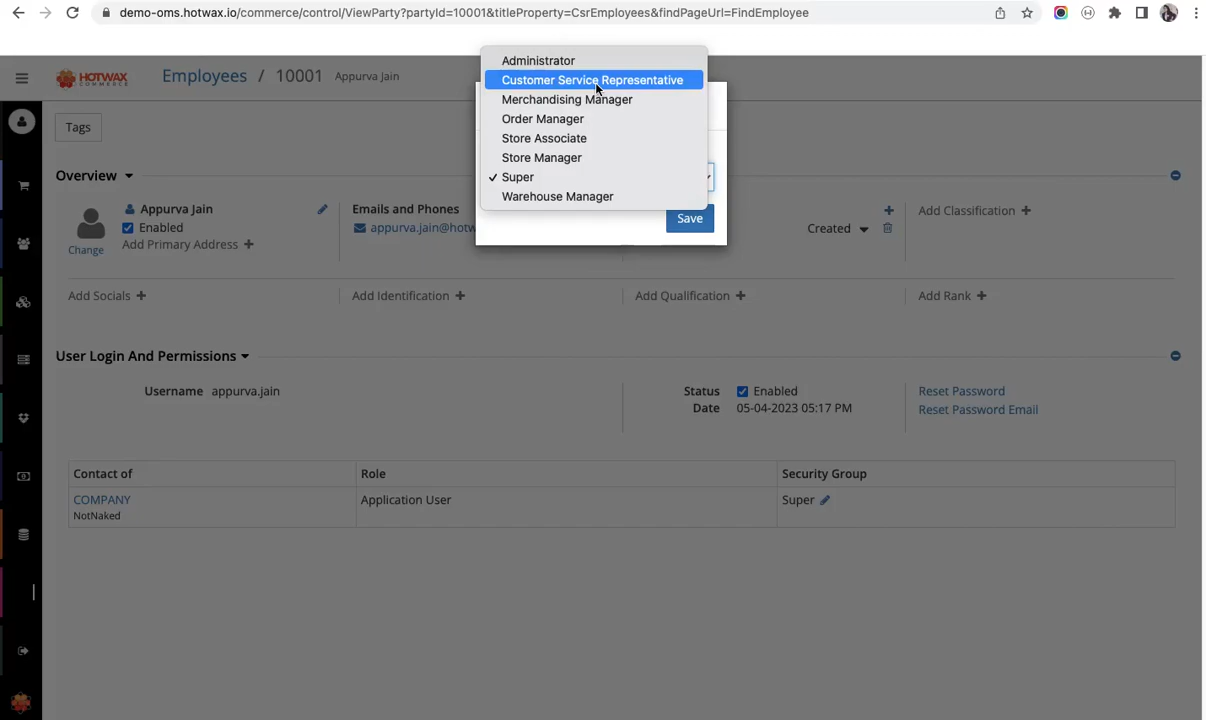 demo-oms.hotwax.io/commerce/control/ViewParty?partyId=10001&titleProperty=CsrEmployees&findPageUrl=FindEmployee
HOTWAX
COMMERCE
Employees / 10001 Appurva Jain
Administrator
Customer Service Representative
Merchandising Manager
Order Manager
Store Associate
Store Manager
✓ Super
Warehouse Manager
Save
Tags
Overview
Appurva Jain
Enabled
Add Primary Address
Change
Emails and Phones
appurva.jain@hotw
Created
Add Classification
Add Socials
Add Identification
Add Qualification
Add Rank
User Login And Permissions
Username appurva.jain
Status Enabled
Date 05-04-2023 05:17 PM
Reset Password
Reset Password Email
Contact of Role Security Group
COMPANY Application User Super
NotNaked